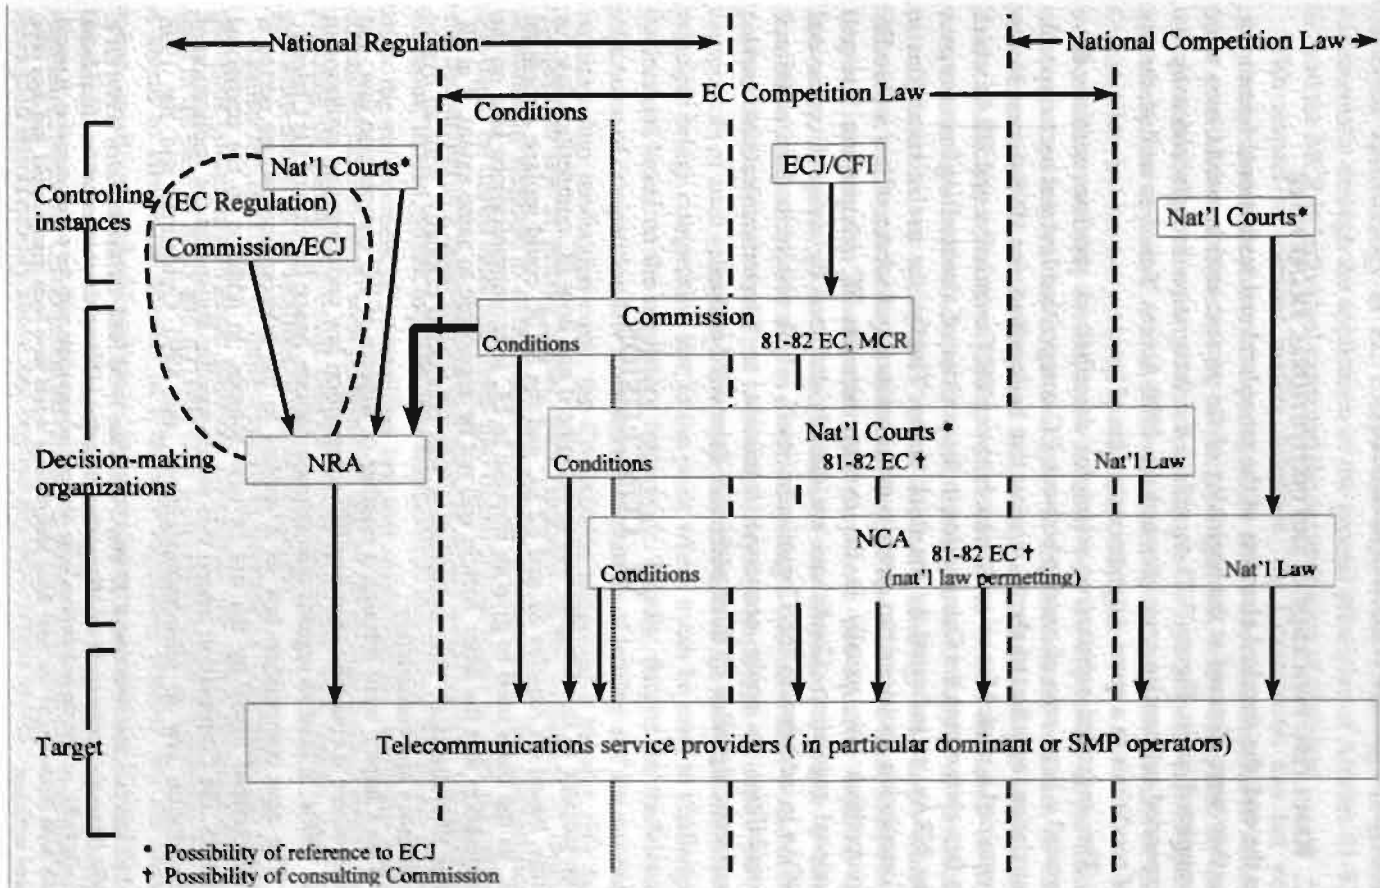 National Regulation
National Competition Law
EC Competition Law
Conditions
Controlling
instances
Nat'l Courts*
(EC Regulation)
Commission/ECJ
ECJ/CFI
Nat'l Courts*
Commission
Conditions
81-82 EC, MCR
Decision-making
organizations
NRA
Nat'l Courts *
Conditions
81-82 EC †
Nat'l Law
NCA
81-82 EC †
Conditions
(nat'l law permetting)
Nat'l Law
Target
Telecommunications service providers ( in particular dominant or SMP operators)
* Possibility of reference to ECJ
† Possibility of consulting Commission